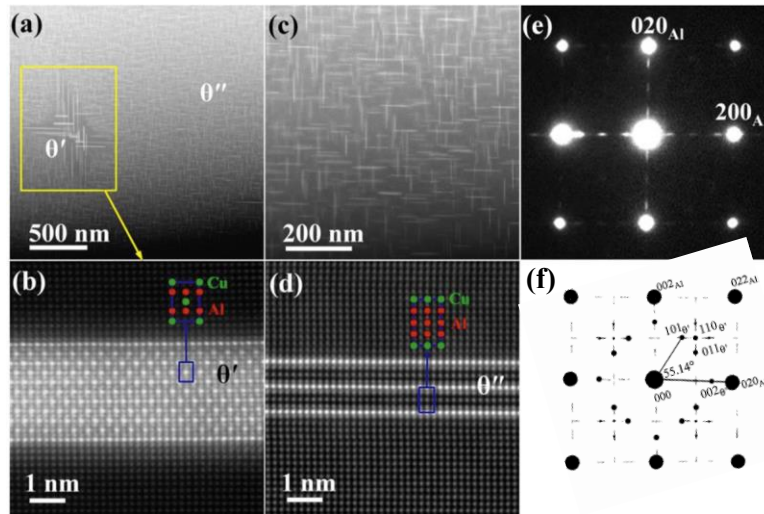 (a)
θ″
θ′
500 nm
(c)
200 nm
(e)
020Al
200A
(b)
Cu
Al
θ′
1 nm
(d)
Cu
Al
θ″
1 nm
(f)
002Al
022Al
101θ′
110θ′
011θ′
55.14°
000
002θ′
020A